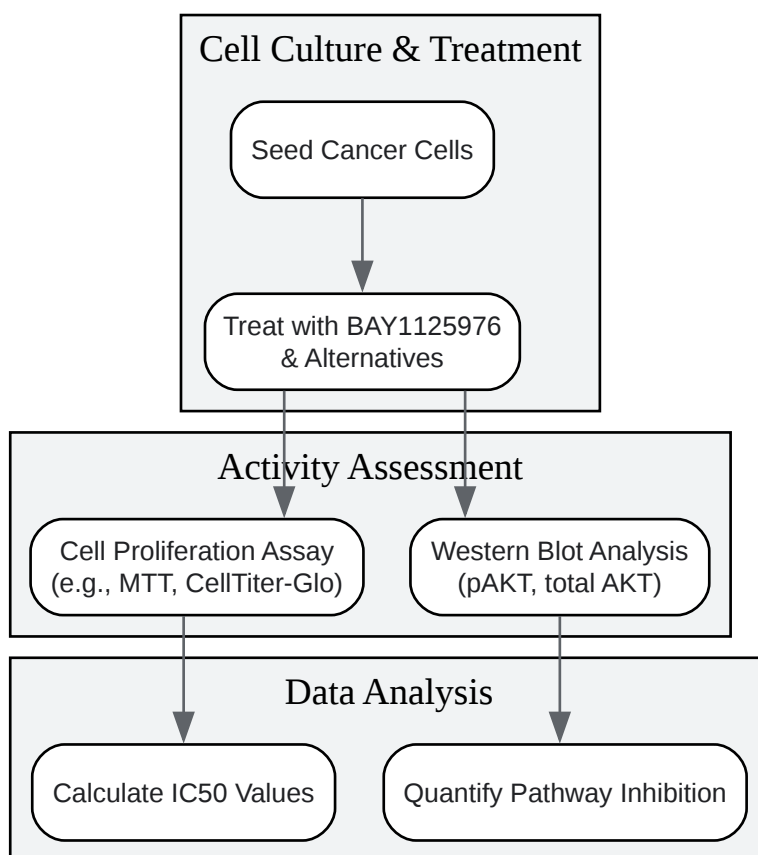 Cell Culture & Treatment
Seed Cancer Cells
Treat with BAY1125976
& Alternatives
Activity Assessment
Cell Proliferation Assay
(e.g., MTT, CellTiter-Glo)
Western Blot Analysis
(pAKT, total AKT)
Data Analysis
Calculate IC50 Values
Quantify Pathway Inhibition